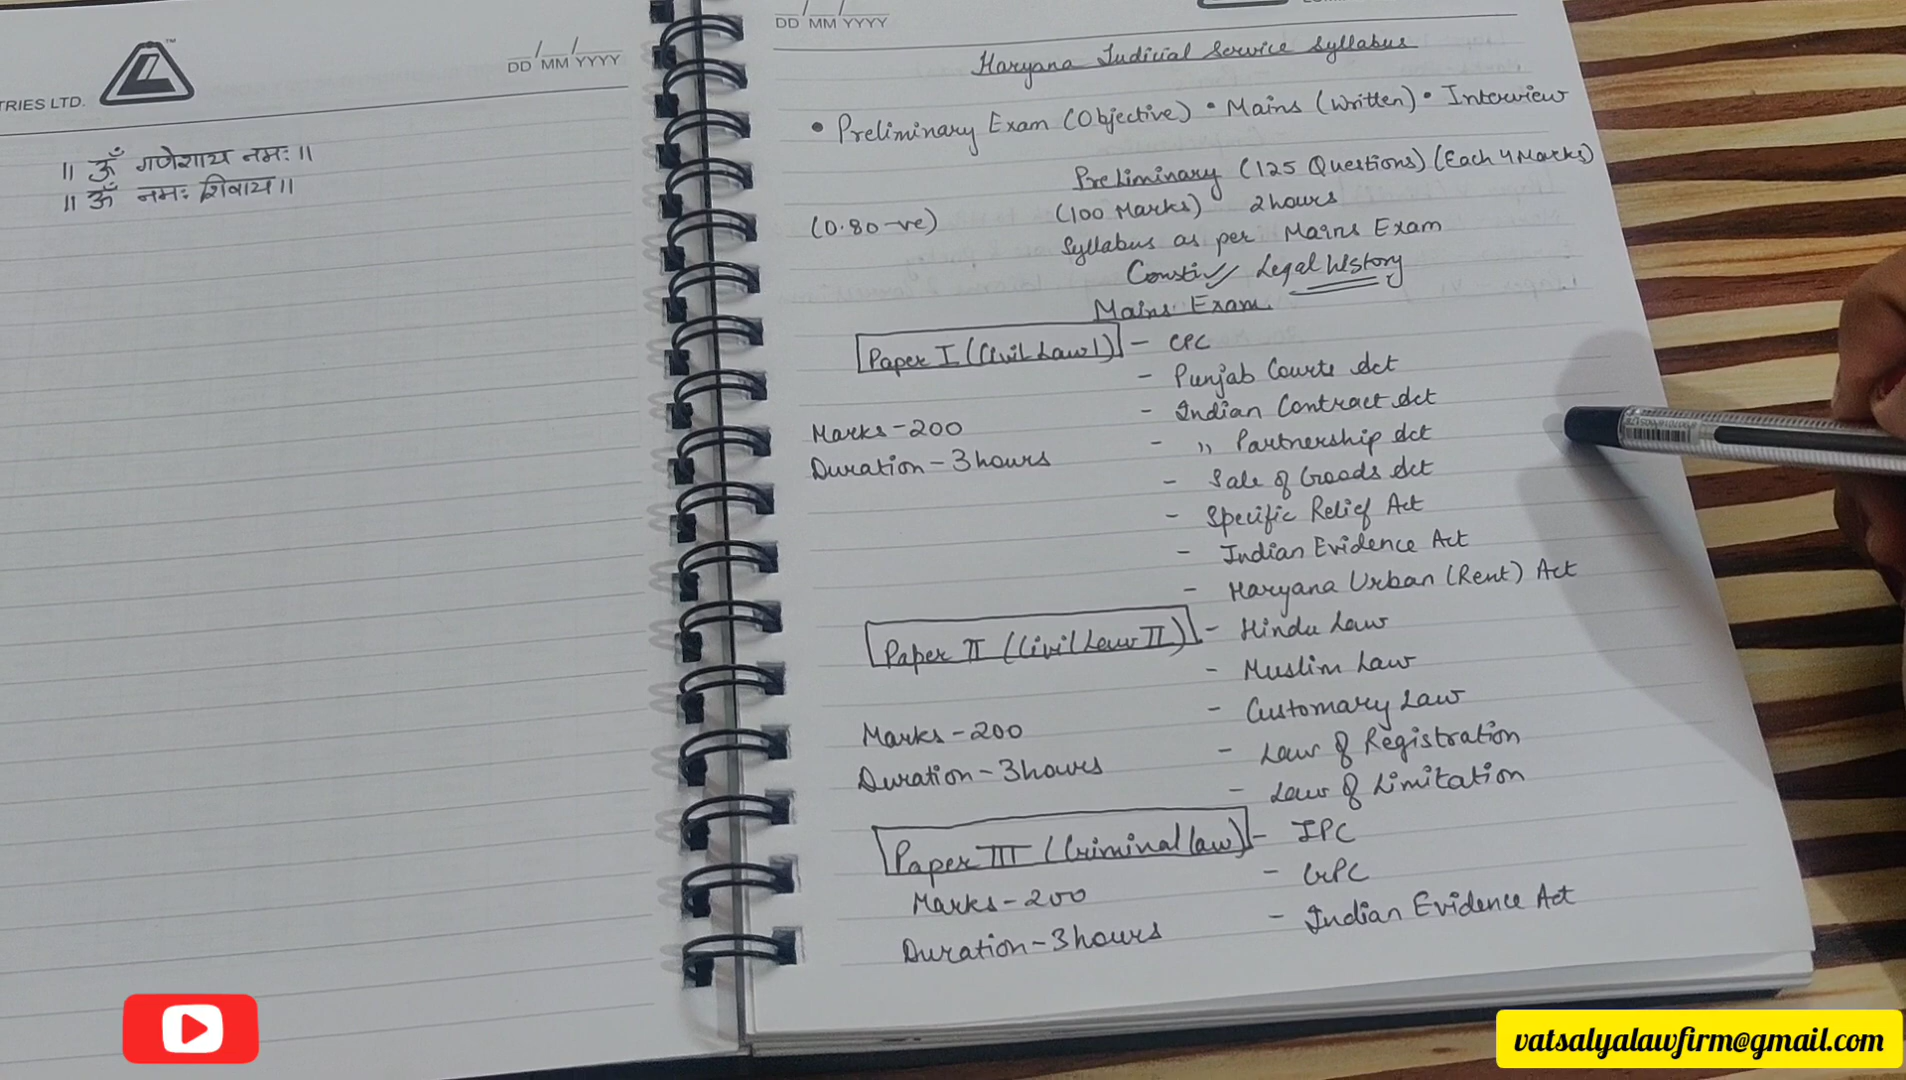 TRIES LTD.
DD MM YYYY
॥ ॐ गणेशाय नमः ॥
॥ ॐ नमः शिवाय ॥
DD MM YYYY
Haryana Judicial Service Syllabus
• Preliminary Exam (Objective) • Mains (Written) • Interview
Preliminary (125 Questions) (Each 4 Marks)
(0.80 -ve) (100 Marks) 2 hours
Syllabus as per Mains Exam
Legal history
Mains Exam
Paper I (Civil Law I) - CPC
- Punjab Courts Act
- Indian Contract Act
Marks - 200
- ,, Partnership Act
Duration - 3 hours
- Sale of Goods Act
- Specific Relief Act
- Indian Evidence Act
- Haryana Urban (Rent) Act
Paper II (Civil Law II) - Hindu Law
- Muslim Law
- Customary Law
Marks - 200
- Law of Registration
Duration - 3 hours
- Law of Limitation
Paper III (Criminal Law) - IPC
- CrPC
Marks - 200
- Indian Evidence Act
Duration - 3 hours
vatsalyalawfirm@gmail.com